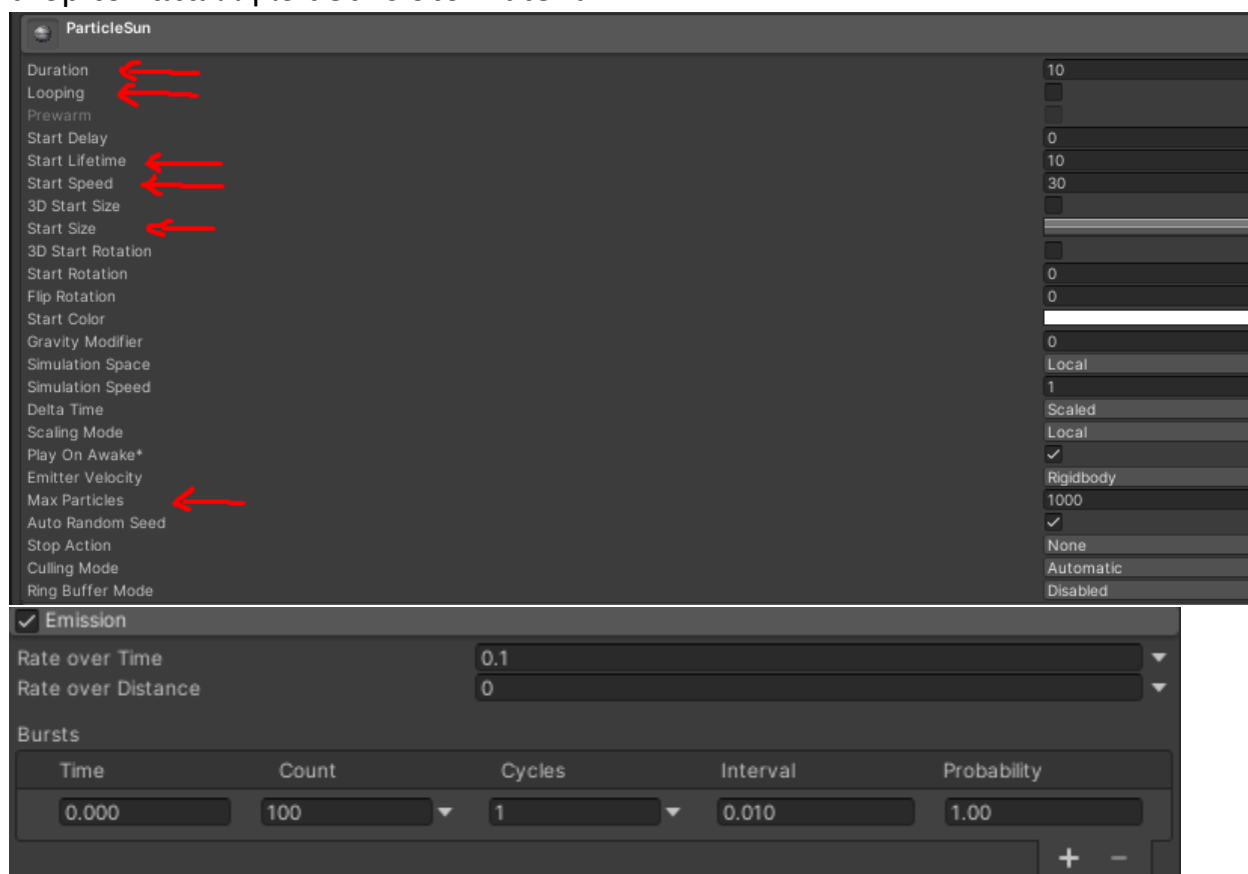 ParticleSun
Duration 10
Looping
Prewarm
Start Delay 0
Start Lifetime 10
Start Speed 30
3D Start Size
Start Size
3D Start Rotation
Start Rotation 0
Flip Rotation 0
Start Color
Gravity Modifier 0
Simulation Space Local
Simulation Speed 1
Delta Time Scaled
Scaling Mode Local
Play On Awake*
Emitter Velocity Rigidbody
Max Particles 1000
Auto Random Seed
Stop Action None
Culling Mode Automatic
Ring Buffer Mode Disabled
Emission
Rate over Time 0.1
Rate over Distance 0
Bursts
Time Count Cycles Interval Probability
0.000 100 1 0.010 1.00